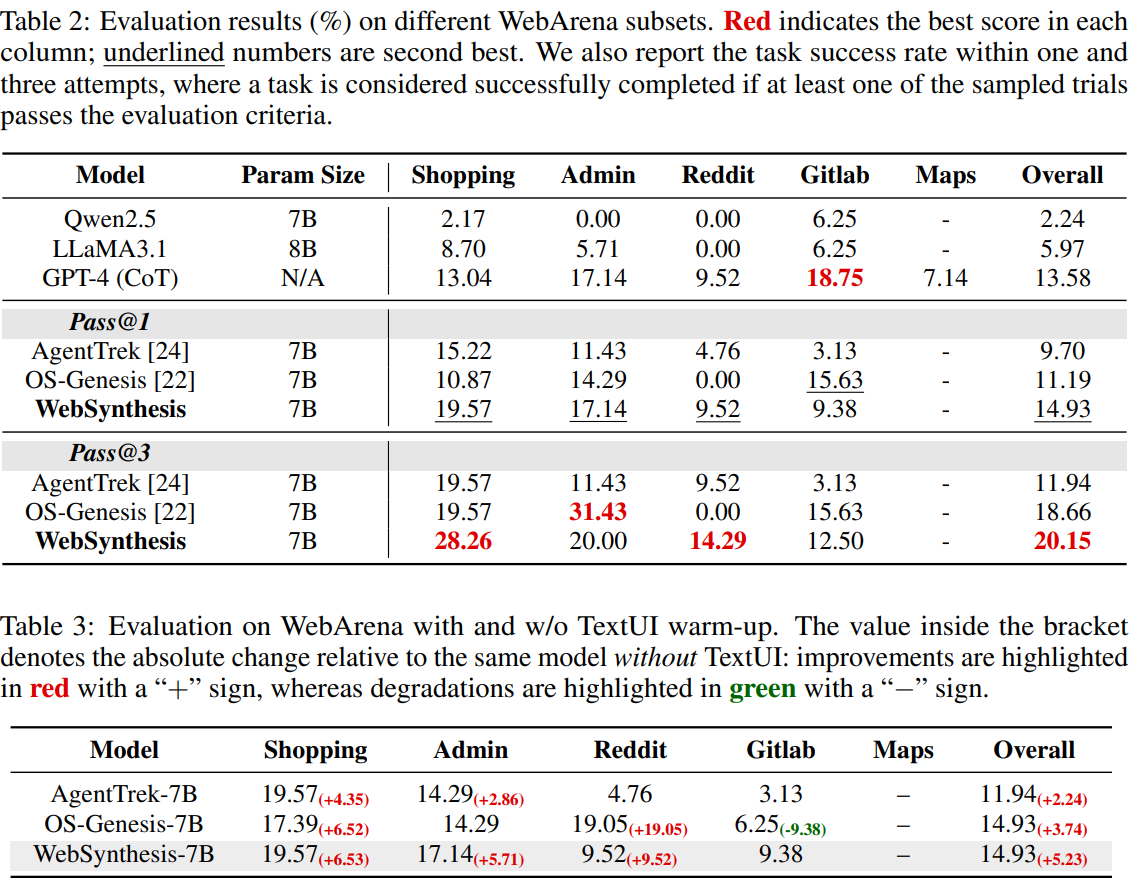 Table 2: Evaluation results (%) on different WebArena subsets. Red indicates the best score in each
column; underlined numbers are second best. We also report the task success rate within one and
three attempts, where a task is considered successfully completed if at least one of the sampled trials
passes the evaluation criteria.
Model Param Size Shopping Admin Reddit Gitlab Maps Overall
Qwen2.5 7B 2.17 0.00 0.00 6.25 - 2.24
LLaMA3.1 8B 8.70 5.71 0.00 6.25 - 5.97
GPT-4 (CoT) N/A 13.04 17.14 9.52 18.75 7.14 13.58
Pass@1
AgentTrek [24] 7B 15.22 11.43 4.76 3.13 - 9.70
OS-Genesis [22] 7B 10.87 14.29 0.00 15.63 - 11.19
WebSynthesis 7B 19.57 17.14 9.52 9.38 - 14.93
Pass@3
AgentTrek [24] 7B 19.57 11.43 9.52 3.13 - 11.94
OS-Genesis [22] 7B 19.57 31.43 0.00 15.63 - 18.66
WebSynthesis 7B 28.26 20.00 14.29 12.50 - 20.15
Table 3: Evaluation on WebArena with and w/o TextUI warm-up. The value inside the bracket
denotes the absolute change relative to the same model without TextUI: improvements are highlighted
in red with a “+” sign, whereas degradations are highlighted in green with a “−” sign.
Model Shopping Admin Reddit Gitlab Maps Overall
AgentTrek-7B 19.57(+4.35) 14.29(+2.86) 4.76 3.13 – 11.94(+2.24)
OS-Genesis-7B 17.39(+6.52) 14.29 19.05(+19.05) 6.25(-9.38) – 14.93(+3.74)
WebSynthesis-7B 19.57(+6.53) 17.14(+5.71) 9.52(+9.52) 9.38 – 14.93(+5.23)